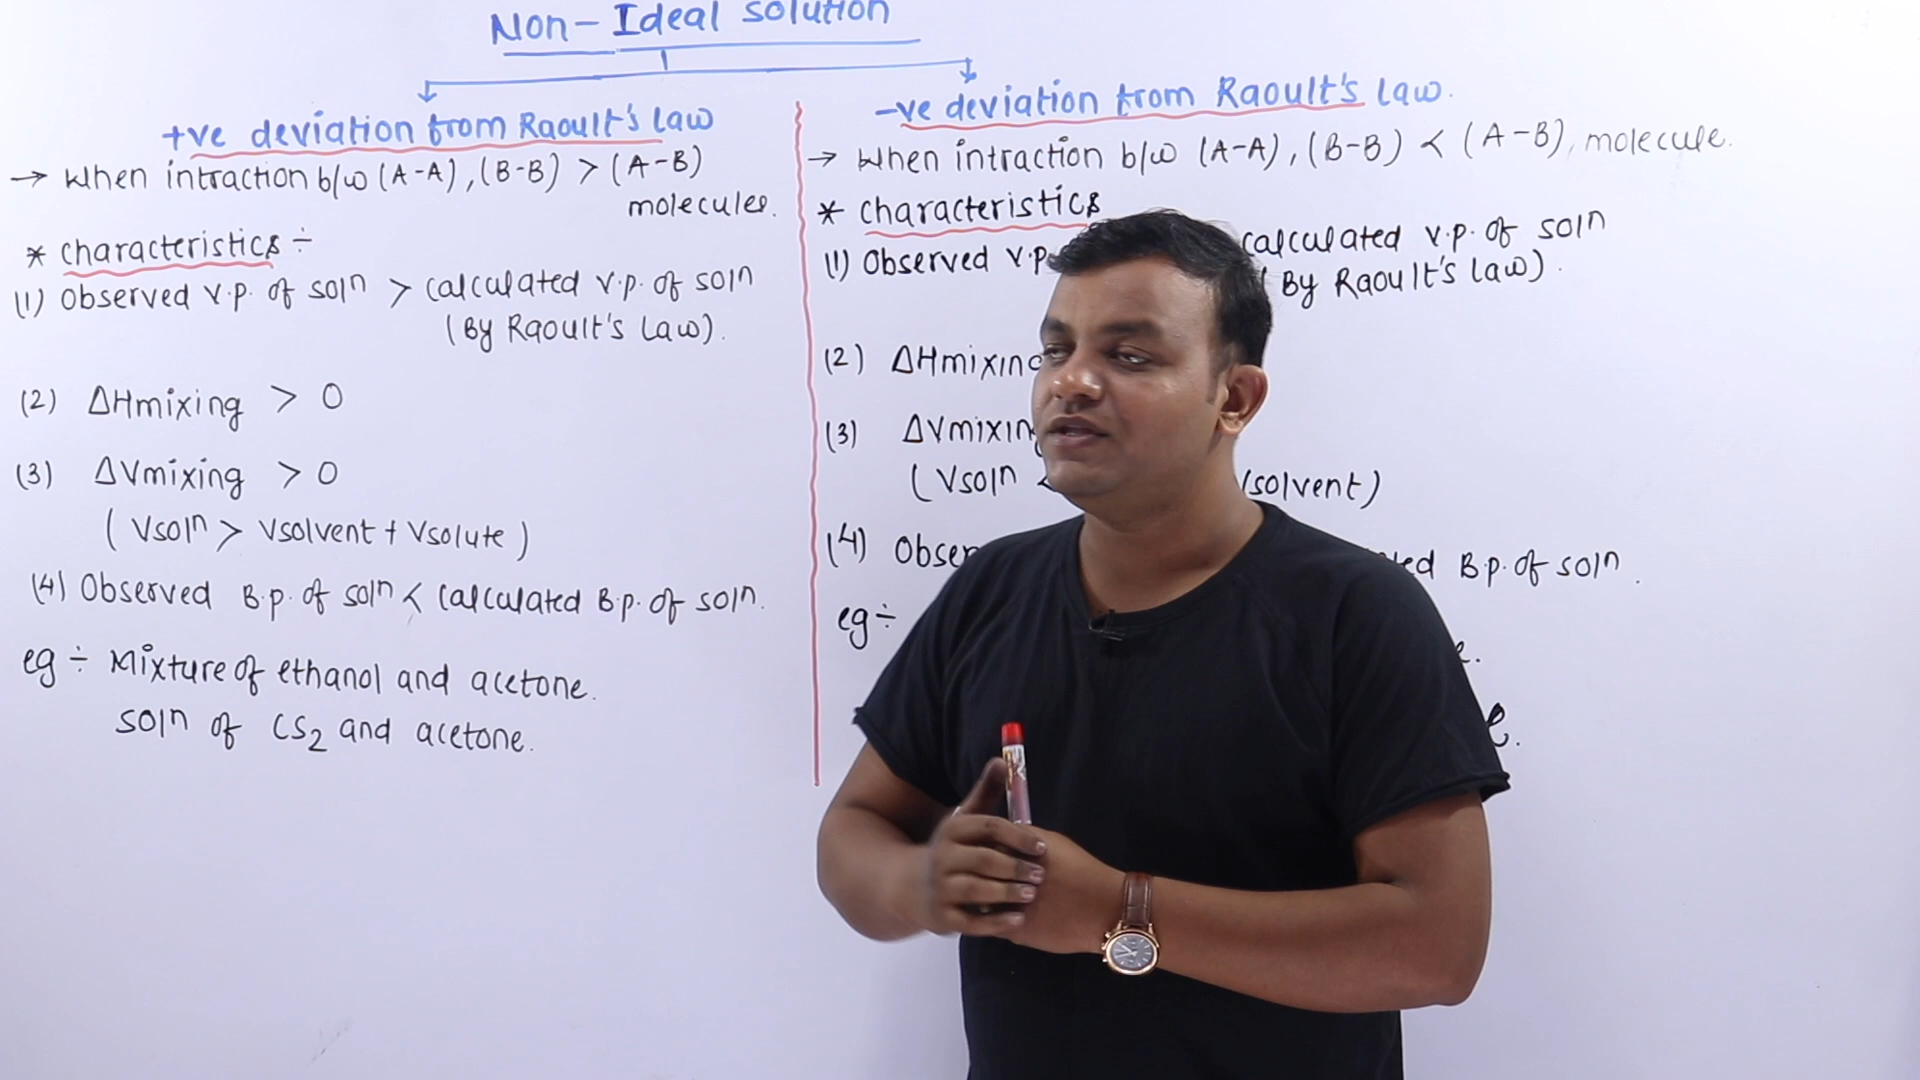 Non-Ideal solution
+ve deviation from Raoult's law
→ When intraction b/w (A-A), (B-B) > (A-B)
molecules.
* characteristics ÷
(1) Observed v.p. of solⁿ > calculated v.p. of solⁿ
(By Raoult's law).
(2) ΔHmixing > 0
(3) ΔVmixing > 0
(Vsolⁿ > Vsolvent + Vsolute)
(4) Observed B.p. of solⁿ < calculated B.p. of solⁿ.
eg ÷ Mixture of ethanol and acetone.
solⁿ of CS₂ and acetone.
-ve deviation from Raoult's law.
→ When intraction b/w (A-A), (B-B) < (A-B), molecule.
* characteristics
(1) Observed v.p calculated v.p. of solⁿ
(By Raoult's law).
(2) ΔHmixing
(3) ΔVmixing
(Vsolⁿ < Vsolvent)
(4) B.p. of solⁿ.
eg ÷